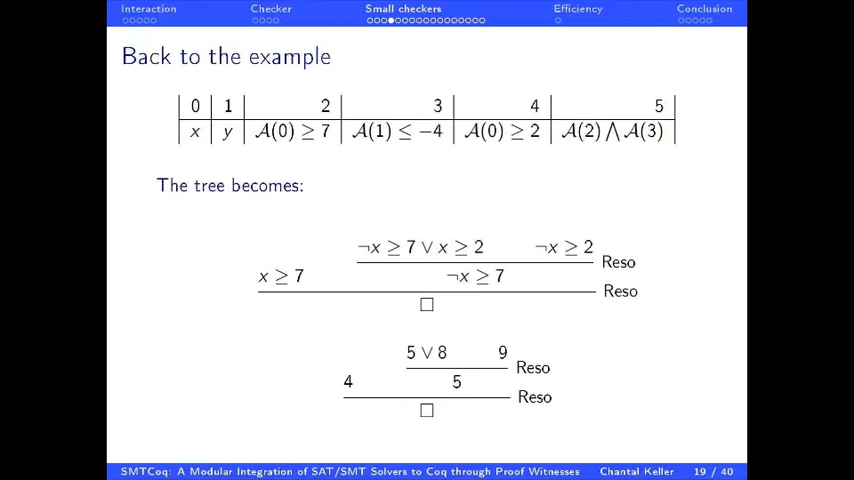 Interaction Checker Small checkers Efficiency Conclusion
Back to the example
0 1 2 3 4 5
x y 𝒜(0) ≥ 7 𝒜(1) ≤ −4 𝒜(0) ≥ 2 𝒜(2) ⋀ 𝒜(3)
The tree becomes:
¬x ≥ 7 ∨ x ≥ 2 ¬x ≥ 2 Reso
x ≥ 7 ¬x ≥ 7 Reso
□
5 ∨ 8 9 Reso
4 5 Reso
□
SMTCoq: A Modular Integration of SAT/SMT Solvers to Coq through Proof Witnesses Chantal Keller 19 / 40